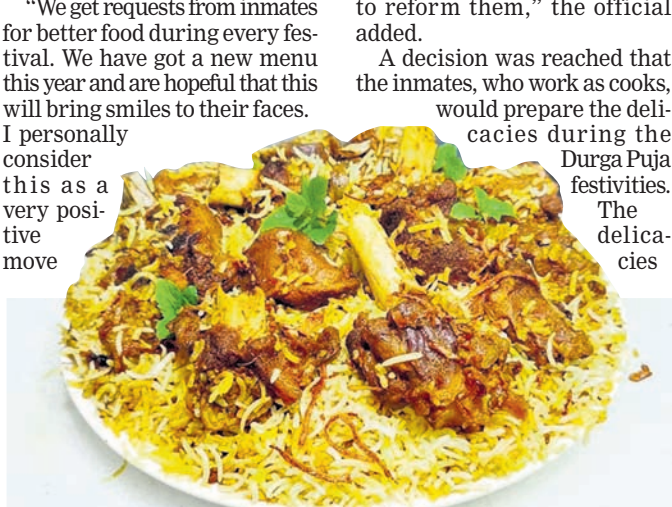 “We get requests from inmates
for better food during every fes-
tival. We have got a new menu
this year and are hopeful that this
will bring smiles to their faces.
I personally
consider
this as a
very posi-
tive
move
to reform them,” the official
added.
A decision was reached that
the inmates, who work as cooks,
would prepare the deli-
cacies during the
Durga Puja
festivities.
The
delica-
cies